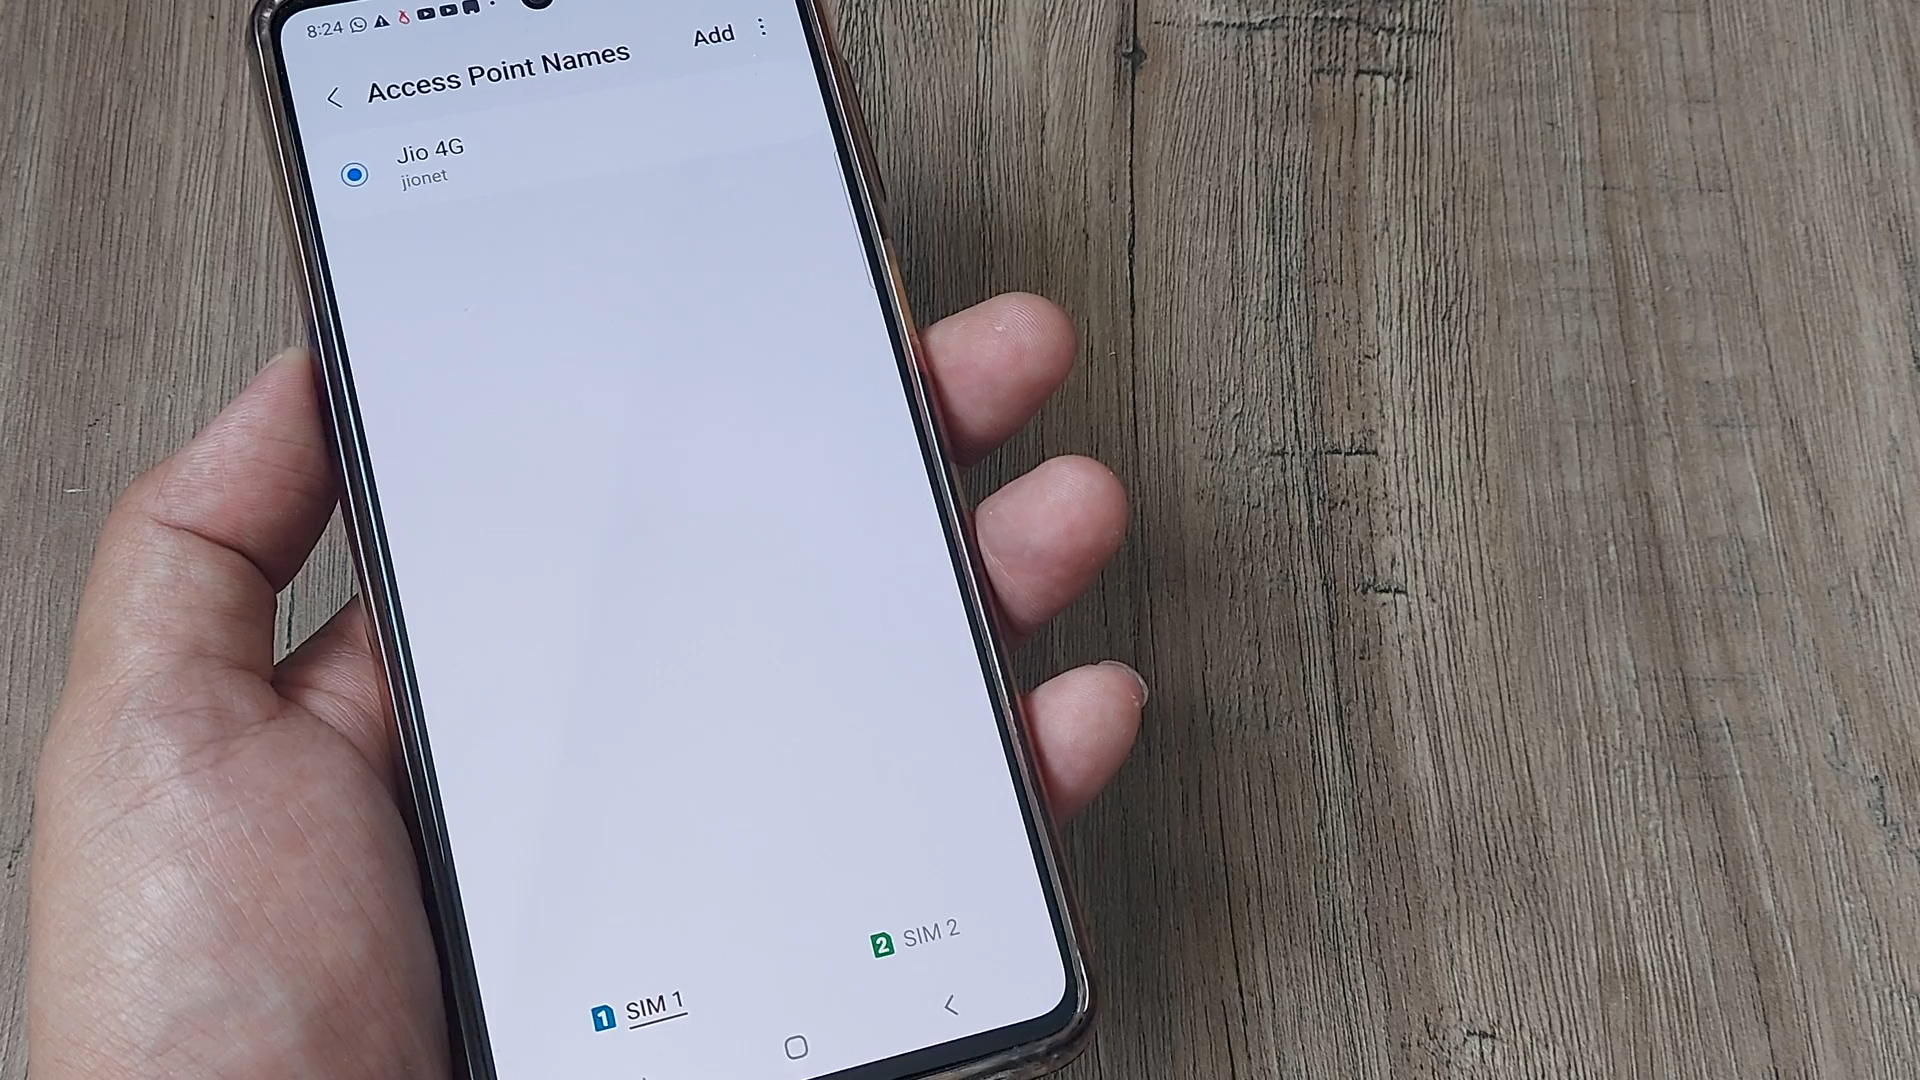 8:24
Add
Access Point Names
Jio 4G
jionet
2 SIM 2
1 SIM 1